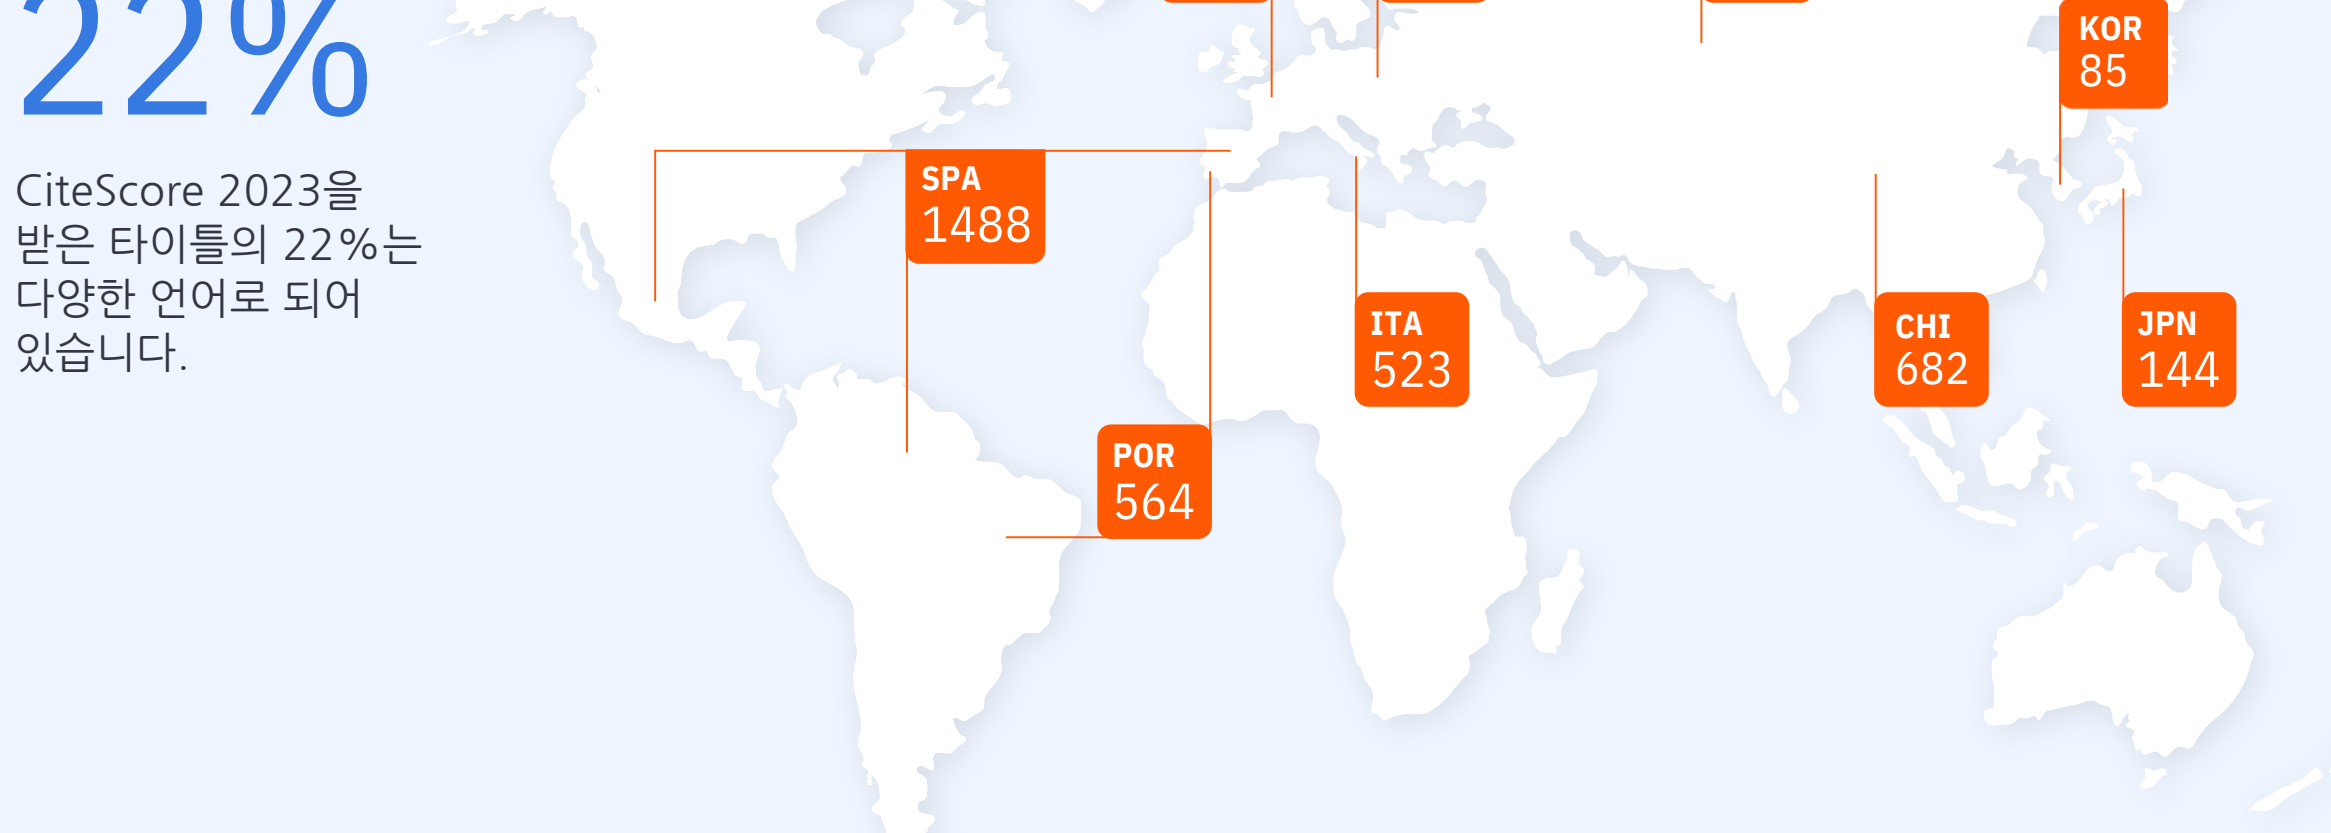 22%
CiteScore 2023을
받은 타이틀의 22%는
다양한 언어로 되어
있습니다.
KOR
85
SPA
1488
ITA
523
CHI
682
JPN
144
POR
564